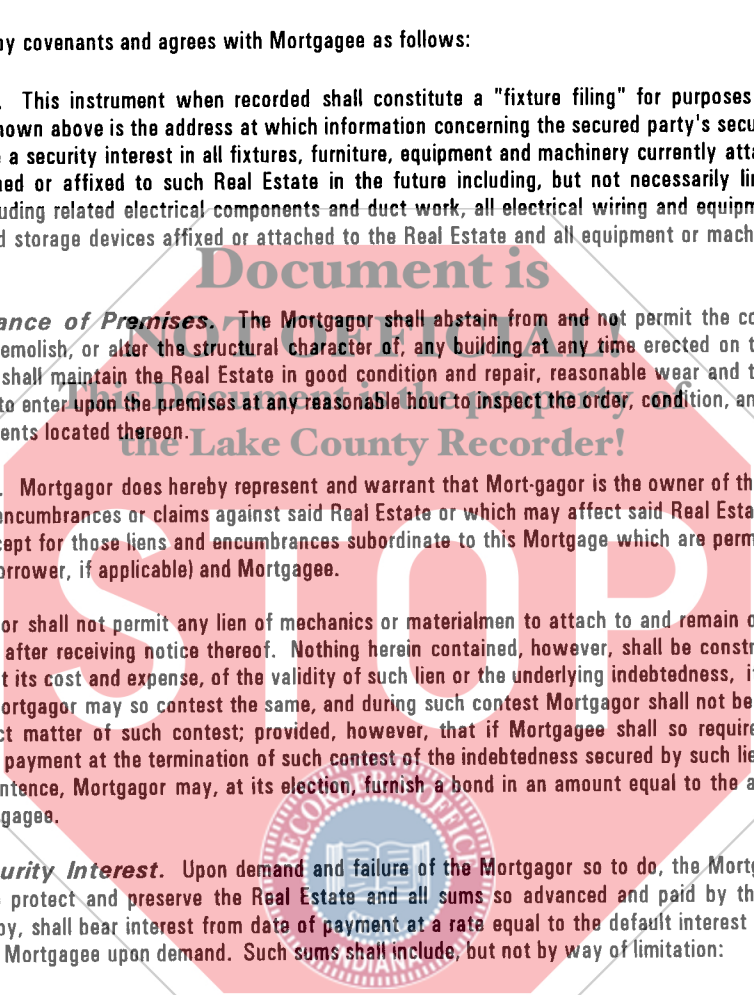 by covenants and agrees with Mortgagee as follows:
. This instrument when recorded shall constitute a "fixture filing" for purposes
hown above is the address at which information concerning the secured party's secu
e a security interest in all fixtures, furniture, equipment and machinery currently atta
hed or affixed to such Real Estate in the future including, but not necessarily lin
uding related electrical components and duct work, all electrical wiring and equipm
d storage devices affixed or attached to the Real Estate and all equipment or mach
Document is
ance of Premises. The Mortgagor shall abstain from and not permit the co
NOT OFFICIAL!
emolish, or alter the structural character of, any building at any time erected on t
shall maintain the Real Estate in good condition and repair, reasonable wear and t
This Document is the property of
to enter upon the premises at any reasonable hour to inspect the order, condition, an
ents located thereon.
the Lake County Recorder!
. Mortgagor does hereby represent and warrant that Mort-gagor is the owner of th
encumbrances or claims against said Real Estate or which may affect said Real Esta
cept for those liens and encumbrances subordinate to this Mortgage which are perm
orrower, if applicable) and Mortgagee.
STOP
or shall not permit any lien of mechanics or materialmen to attach to and remain o
after receiving notice thereof. Nothing herein contained, however, shall be constr
t its cost and expense, of the validity of such lien or the underlying indebtedness, i
ortgagor may so contest the same, and during such contest Mortgagor shall not be
ct matter of such contest; provided, however, that if Mortgagee shall so require
payment at the termination of such contest of the indebtedness secured by such lie
ntence, Mortgagor may, at its election, furnish a bond in an amount equal to the a
gagee.
RECORDER'S OFFICE
urity Interest. Upon demand and failure of the Mortgagor so to do, the Mortg
protect and preserve the Real Estate and all sums so advanced and paid by th
by, shall bear interest from date of payment at a rate equal to the default interest
Mortgagee upon demand. Such sums shall include, but not by way of limitation:
INDIANA